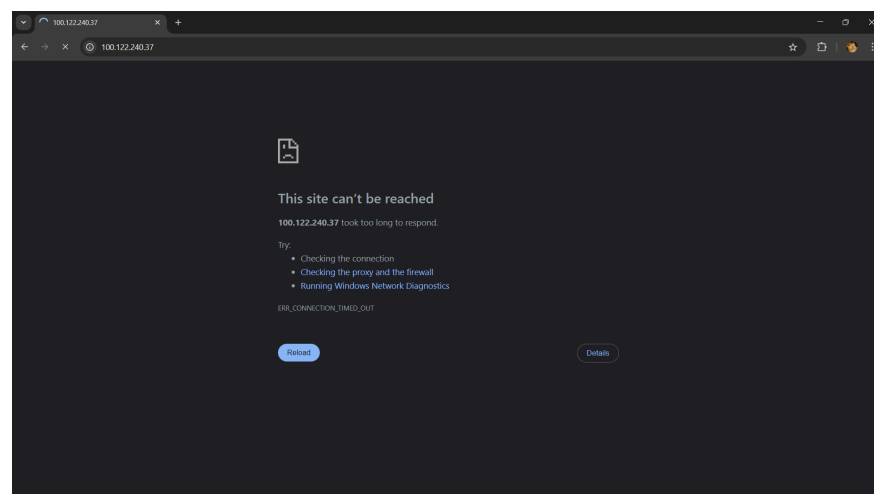 100.122.240.37
100.122.240.37
This site can't be reached
100.122.240.37 took too long to respond.
Try:
Checking the connection
Checking the proxy and the firewall
Running Windows Network Diagnostics
ERR_CONNECTION_TIMED_OUT
Reload
Details